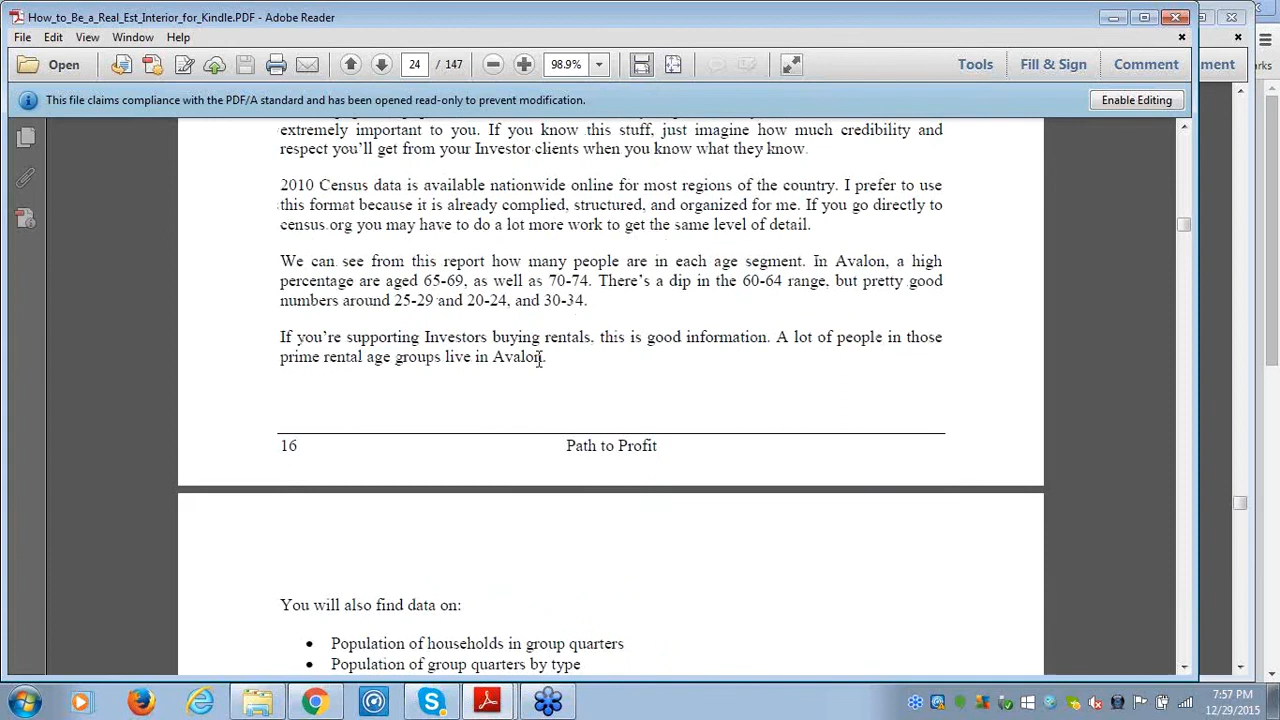 How_to_Be_a_Real_Est_Interior_for_Kindle.PDF - Adobe Reader
File Edit View Window Help
Open 24 / 147 98.9% Tools Fill & Sign Comment
This file claims compliance with the PDF/A standard and has been opened read-only to prevent modification. Enable Editing
extremely important to you. If you know this stuff, just imagine how much credibility and
respect you'll get from your Investor clients when you know what they know.
2010 Census data is available nationwide online for most regions of the country. I prefer to use
this format because it is already complied, structured, and organized for me. If you go directly to
census.org you may have to do a lot more work to get the same level of detail.
We can see from this report how many people are in each age segment. In Avalon, a high
percentage are aged 65-69, as well as 70-74. There's a dip in the 60-64 range, but pretty good
numbers around 25-29 and 20-24, and 30-34.
If you're supporting Investors buying rentals, this is good information. A lot of people in those
prime rental age groups live in Avalon.
16 Path to Profit
You will also find data on:
• Population of households in group quarters
• Population of group quarters by type
7:57 PM
12/29/2015